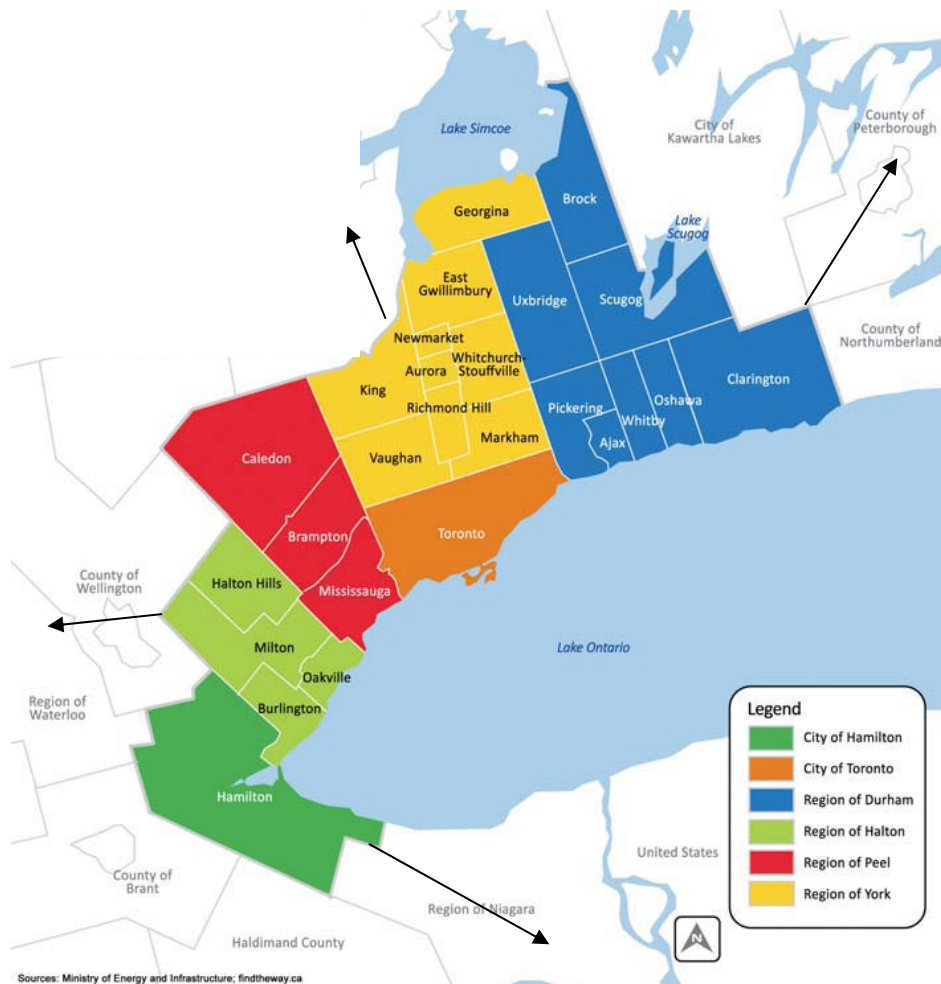 Lake Simcoe
City of
Kawartha Lakes
County of
Peterborough
Brock
Georgina
Lake
Scugog
East
Gwillimbury
Uxbridge
Scugog
County of
Northumberland
Newmarket
Whitchurch-
Stouffville
Aurora
King
Clarington
Richmond Hill
Pickering
Oshawa
Whitby
Ajax
Markham
Vaughan
Caledon
Brampton
Toronto
Mississauga
County of
Wellington
Halton Hills
Milton
Lake Ontario
Oakville
Region of
Waterloo
Burlington
Hamilton
Legend
City of Hamilton
City of Toronto
Region of Durham
Region of Halton
Region of Peel
Region of York
United States
County of
Brant
Region of Niagara
Haldimand County
N
Sources: Ministry of Energy and Infrastructure; findtheway.ca